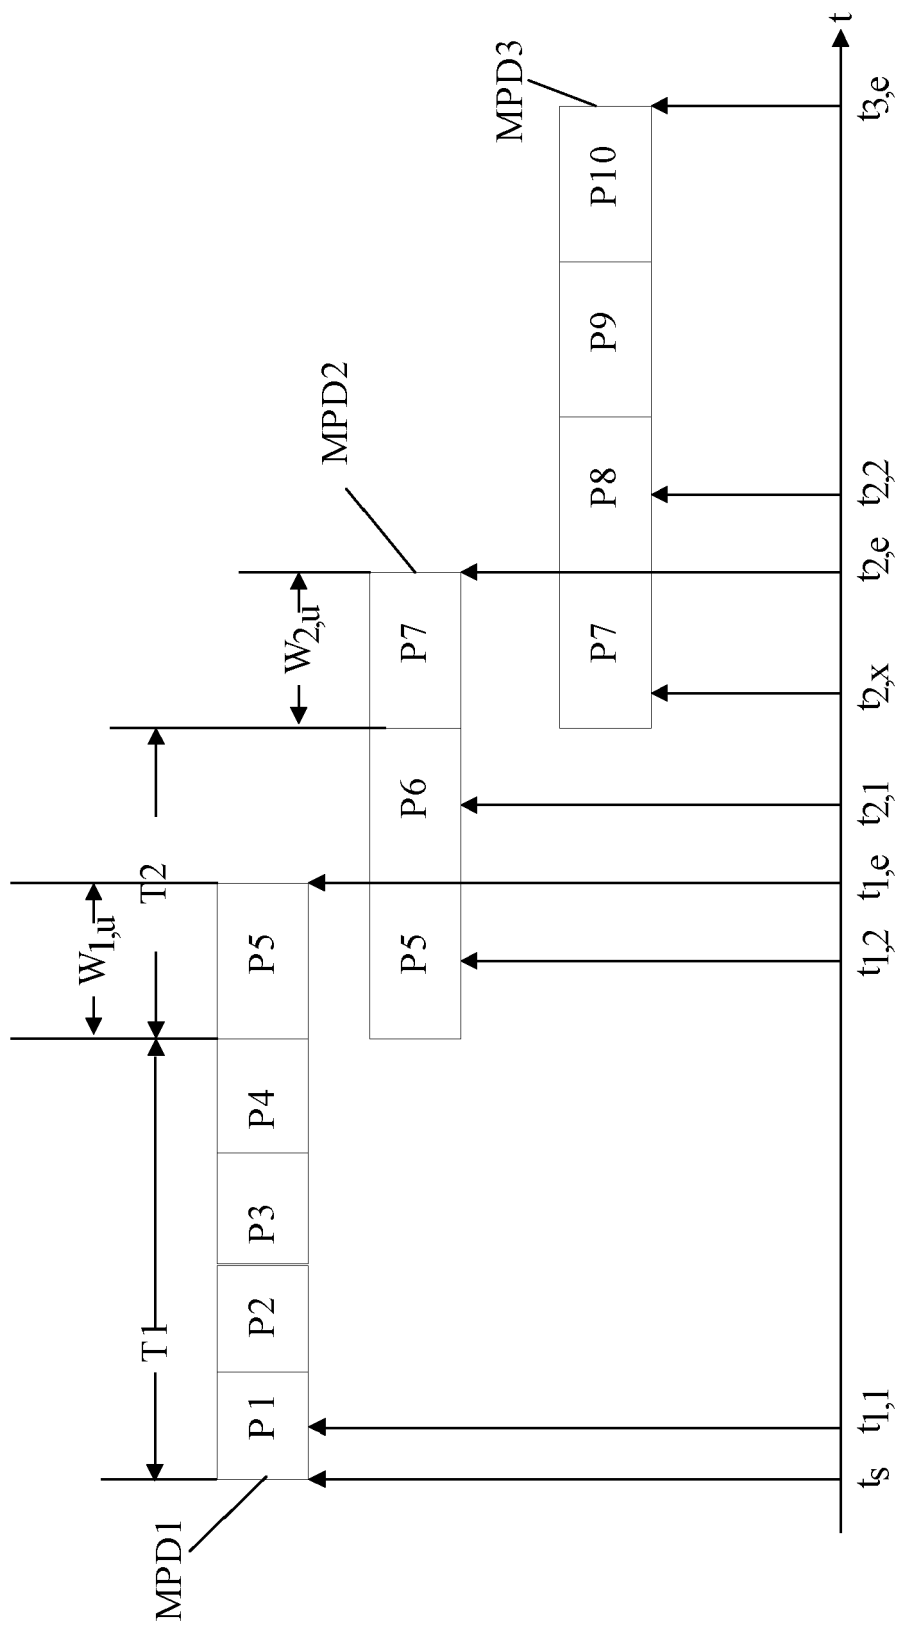 W1,u
T1
T2
MPD1
P1
P2
P3
P4
P5
W2,u
MPD2
P5
P6
P7
MPD3
P7
P8
P9
P10
t
ts
t1,1
t1,2
t1,e
t2,1
t2,x
t2,e
t2,2
t3,e